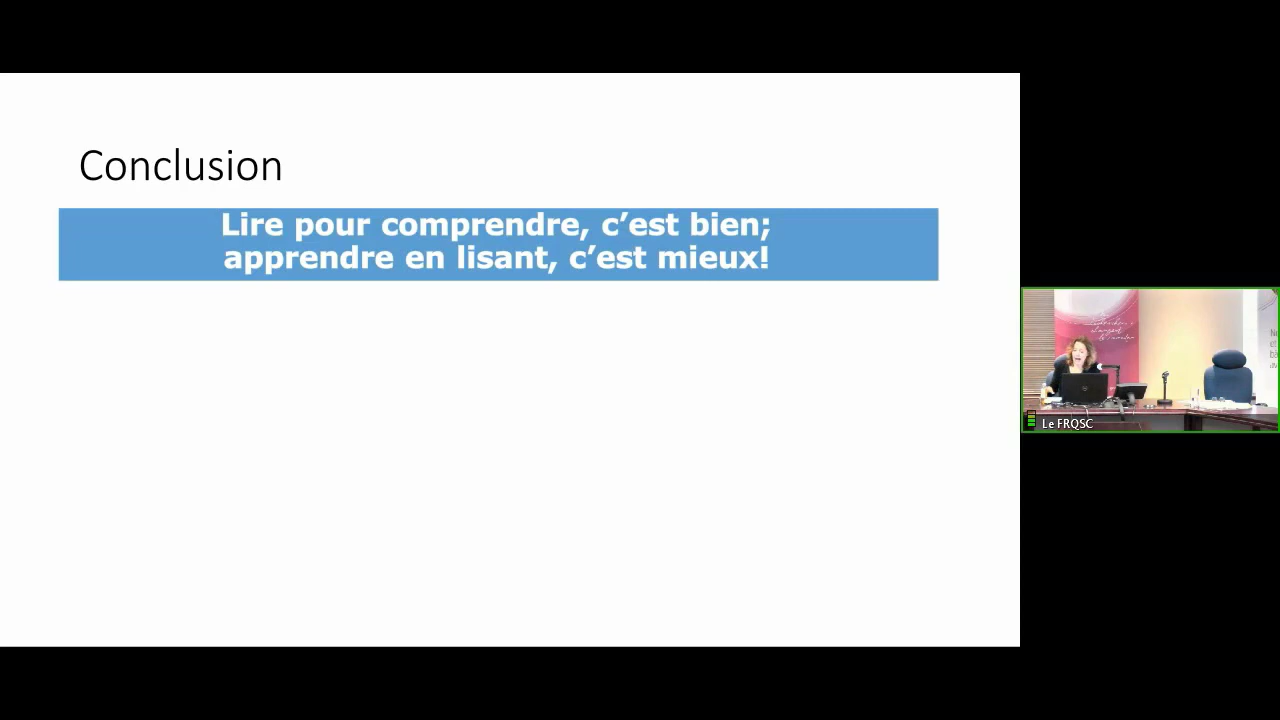 Conclusion
Lire pour comprendre, c’est bien;
apprendre en lisant, c’est mieux!
Le FRQSC